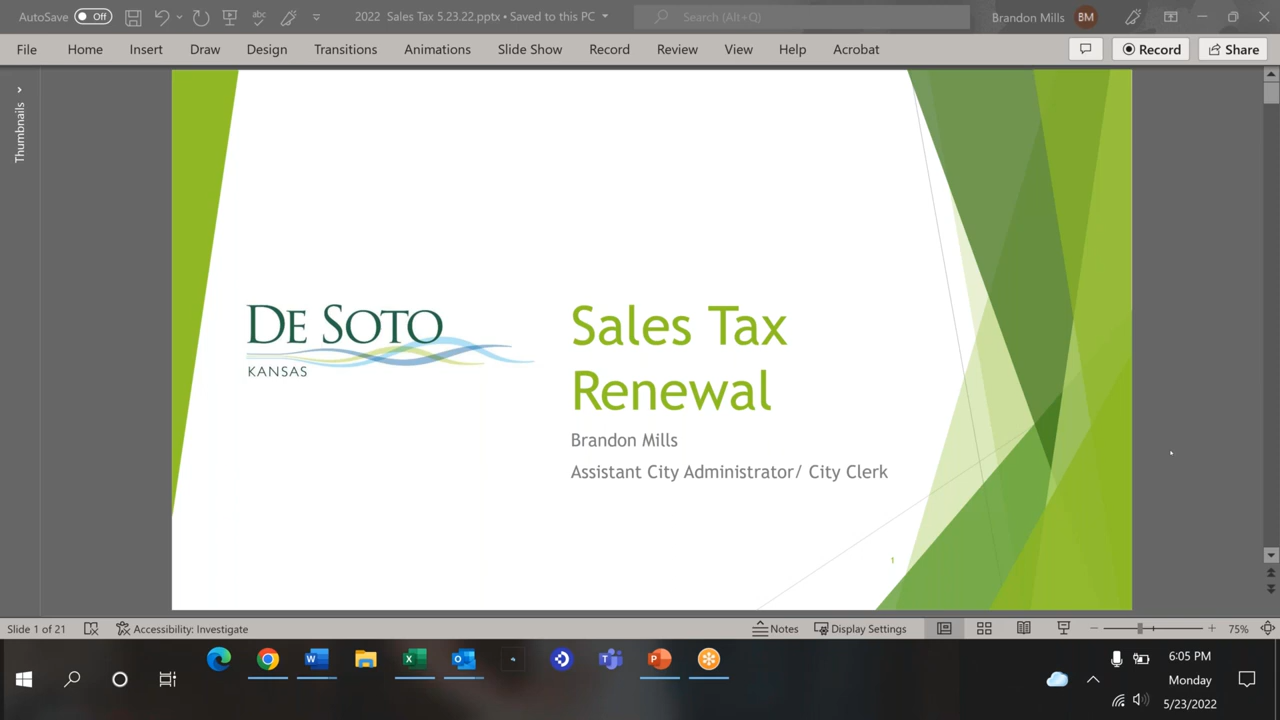 AutoSave Off
2022 Sales Tax 5.23.22.pptx • Saved to this PC
Search (Alt+Q)
Brandon Mills BM
File Home Insert Draw Design Transitions Animations Slide Show Record Review View Help Acrobat
Record
Share
Thumbnails
DE SOTO
KANSAS
Sales Tax
Renewal
Brandon Mills
Assistant City Administrator/ City Clerk
1
Slide 1 of 21
Accessibility: Investigate
Notes
Display Settings
75%
6:05 PM
Monday
5/23/2022